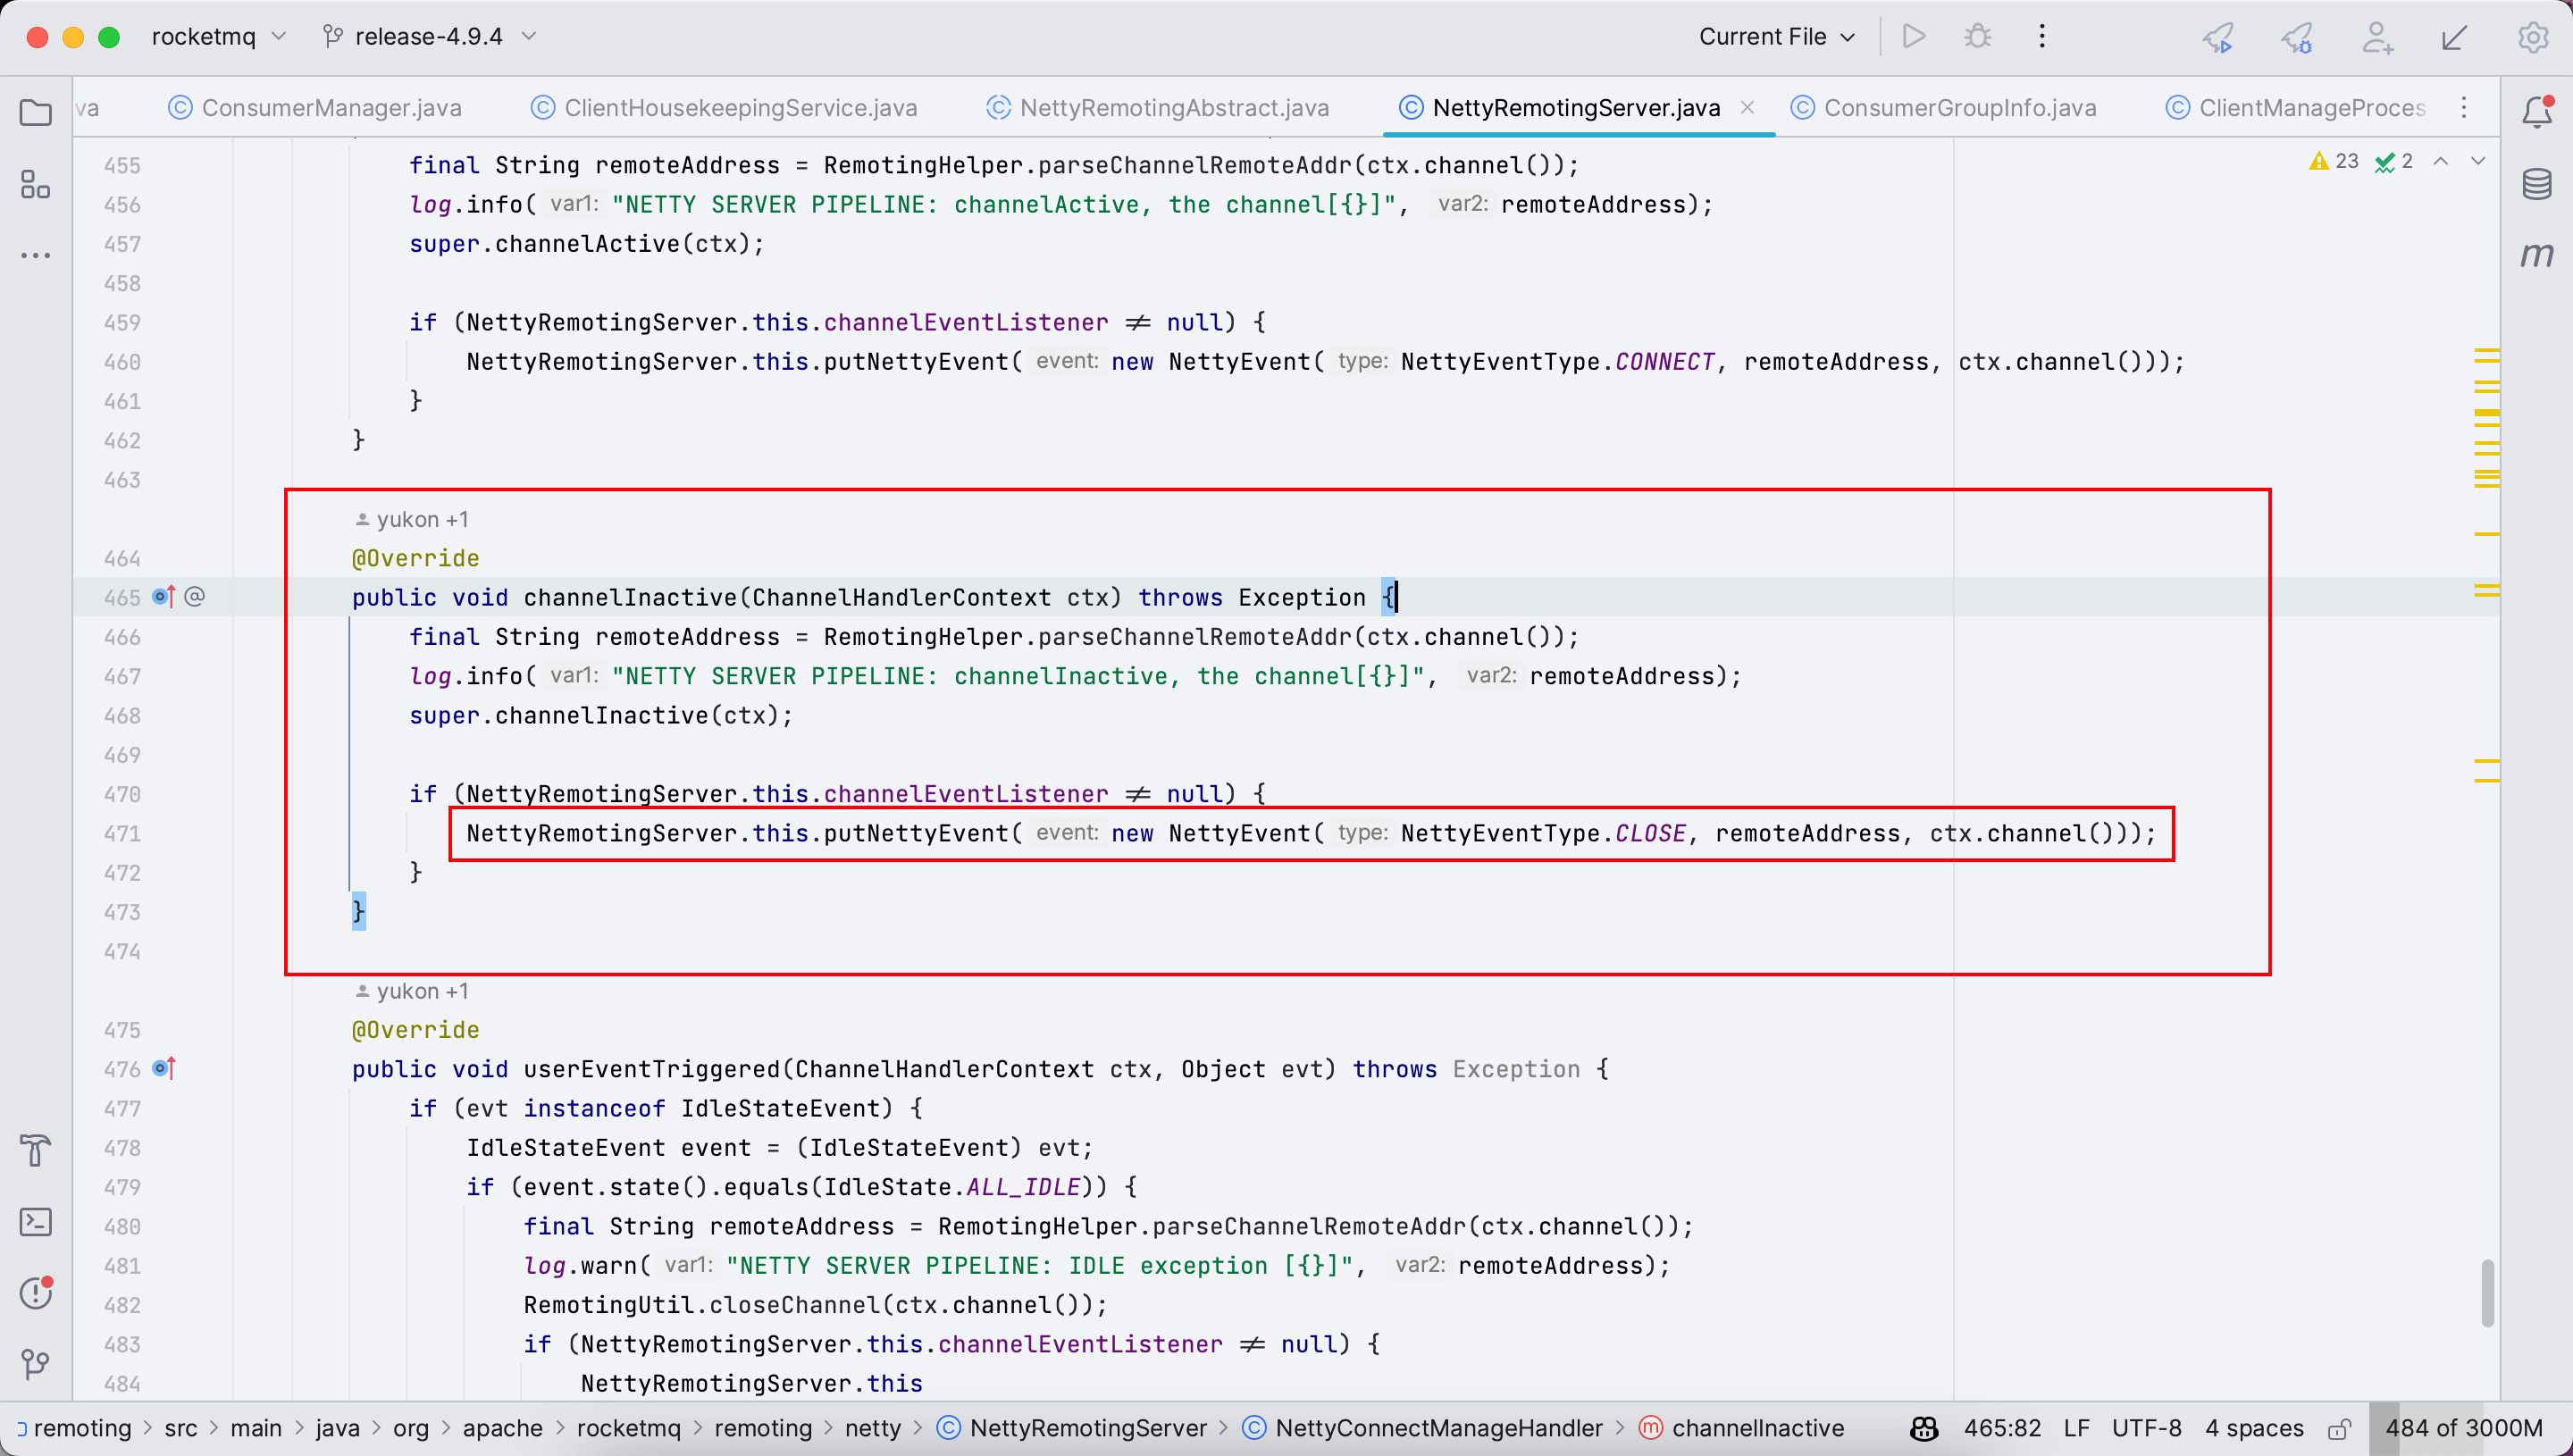 rocketmq release-4.9.4 Current File
va ConsumerManager.java ClientHousekeepingService.java NettyRemotingAbstract.java NettyRemotingServer.java ConsumerGroupInfo.java ClientManageProces
23 2
455 final String remoteAddress = RemotingHelper.parseChannelRemoteAddr(ctx.channel());
456 log.info( var1: "NETTY SERVER PIPELINE: channelActive, the channel[{}]", var2: remoteAddress);
457 super.channelActive(ctx);
458
459 if (NettyRemotingServer.this.channelEventListener ≠ null) {
460 NettyRemotingServer.this.putNettyEvent( event: new NettyEvent( type: NettyEventType.CONNECT, remoteAddress, ctx.channel()));
461 }
462 }
463
yukon +1
464 @Override
465 @ public void channelInactive(ChannelHandlerContext ctx) throws Exception {
466 final String remoteAddress = RemotingHelper.parseChannelRemoteAddr(ctx.channel());
467 log.info( var1: "NETTY SERVER PIPELINE: channelInactive, the channel[{}]", var2: remoteAddress);
468 super.channelInactive(ctx);
469
470 if (NettyRemotingServer.this.channelEventListener ≠ null) {
471 NettyRemotingServer.this.putNettyEvent( event: new NettyEvent( type: NettyEventType.CLOSE, remoteAddress, ctx.channel()));
472 }
473 }
474
yukon +1
475 @Override
476 public void userEventTriggered(ChannelHandlerContext ctx, Object evt) throws Exception {
477 if (evt instanceof IdleStateEvent) {
478 IdleStateEvent event = (IdleStateEvent) evt;
479 if (event.state().equals(IdleState.ALL_IDLE)) {
480 final String remoteAddress = RemotingHelper.parseChannelRemoteAddr(ctx.channel());
481 log.warn( var1: "NETTY SERVER PIPELINE: IDLE exception [{}]", var2: remoteAddress);
482 RemotingUtil.closeChannel(ctx.channel());
483 if (NettyRemotingServer.this.channelEventListener ≠ null) {
484 NettyRemotingServer.this
remoting > src > main > java > org > apache > rocketmq > remoting > netty > NettyRemotingServer > NettyConnectManageHandler > channelInactive 465:82 LF UTF-8 4 spaces 484 of 3000M